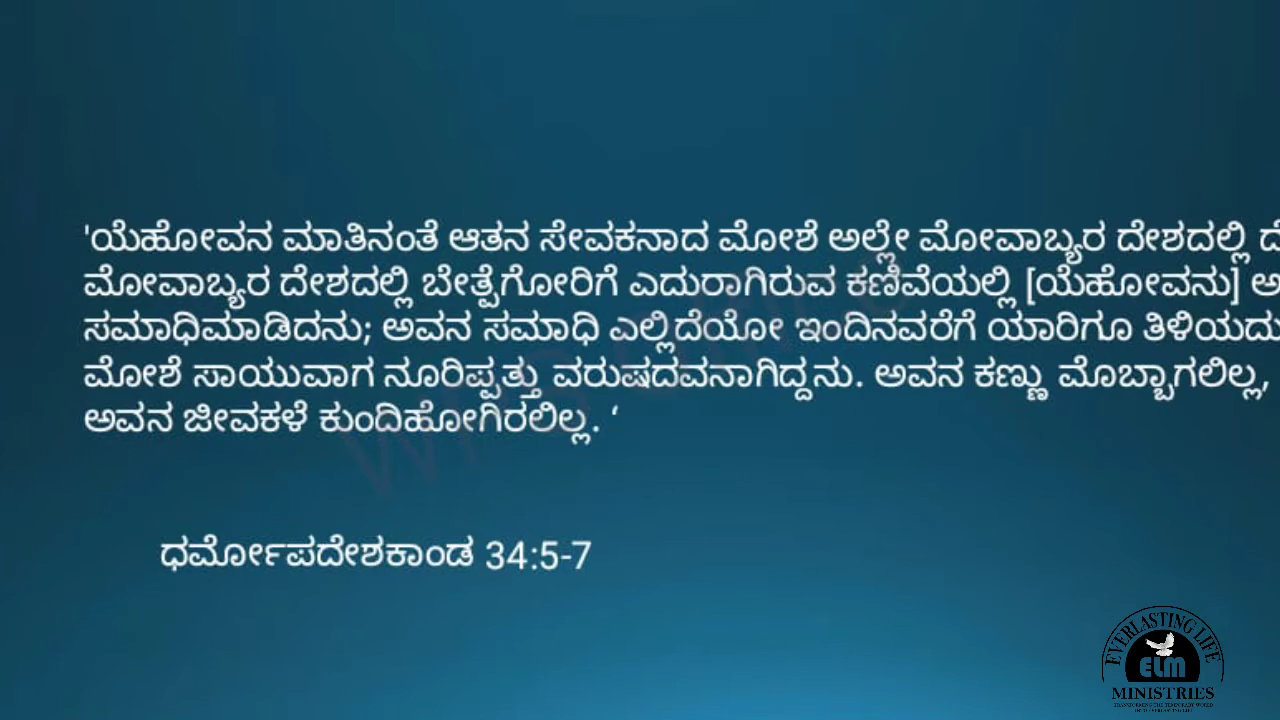 'ಯೆಹೋವನ ಮಾತಿನಂತೆ ಆತನ ಸೇವಕನಾದ ಮೋಶೆ ಅಲ್ಲೇ ಮೋವಾಬ್ಯರ ದೇಶದಲ್ಲಿ
ಮೋವಾಬ್ಯರ ದೇಶದಲ್ಲಿ ಬೇತ್ಪೆಗೋರಿಗೆ ಎದುರಾಗಿರುವ ಕಣಿವೆಯಲ್ಲಿ [ಯೆಹೋವನು]
ಸಮಾಧಿಮಾಡಿದನು; ಅವನ ಸಮಾಧಿ ಎಲ್ಲಿದೆಯೋ ಇಂದಿನವರೆಗೆ ಯಾರಿಗೂ
ಮೋಶೆ ಸಾಯುವಾಗ ನೂರಿಪ್ಪತ್ತು ವರುಷದವನಾಗಿದ್ದನು. ಅವನ ಕಣ್ಣು ಮೊಬ್ಬಾಗಲಿಲ್ಲ,
ಅವನ ಜೀವಕಳೆ ಕುಂದಿಹೋಗಿರಲಿಲ್ಲ. ‘
ಧರ್ಮೋಪದೇಶಕಾಂಡ 34:5-7
EVERLASTING LIFE
ELM
MINISTRIES